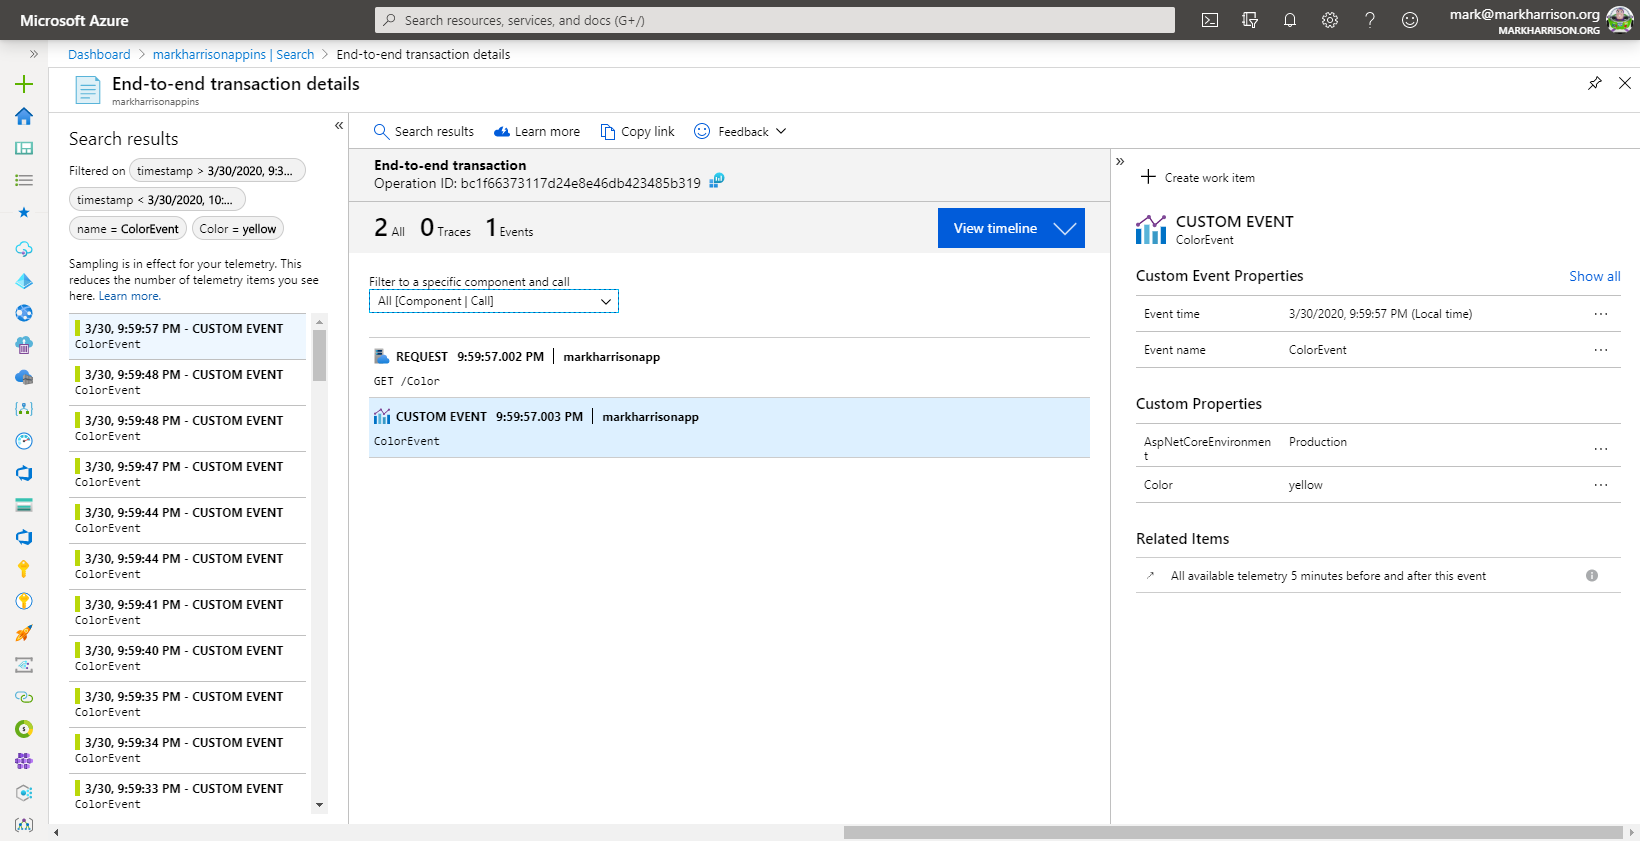 Microsoft Azure
Search resources, services, and docs (G+/)
mark@markharrison.org
MARKHARRISON.ORG
Dashboard > markharrisonappins | Search > End-to-end transaction details
End-to-end transaction details
markharrisonappins
Search results
Filtered on timestamp > 3/30/2020, 9:3...
timestamp < 3/30/2020, 10:...
name = ColorEvent Color = yellow
Sampling is in effect for your telemetry. This
reduces the number of telemetry items you see
here. Learn more.
3/30, 9:59:57 PM - CUSTOM EVENT
ColorEvent
3/30, 9:59:48 PM - CUSTOM EVENT
ColorEvent
3/30, 9:59:48 PM - CUSTOM EVENT
ColorEvent
3/30, 9:59:47 PM - CUSTOM EVENT
ColorEvent
3/30, 9:59:44 PM - CUSTOM EVENT
ColorEvent
3/30, 9:59:44 PM - CUSTOM EVENT
ColorEvent
3/30, 9:59:41 PM - CUSTOM EVENT
ColorEvent
3/30, 9:59:40 PM - CUSTOM EVENT
ColorEvent
3/30, 9:59:35 PM - CUSTOM EVENT
ColorEvent
3/30, 9:59:34 PM - CUSTOM EVENT
ColorEvent
3/30, 9:59:33 PM - CUSTOM EVENT
ColorEvent
Search results Learn more Copy link Feedback
End-to-end transaction
Operation ID: bc1f66373117d24e8e46db423485b319
2 All 0 Traces 1 Events
View timeline
Filter to a specific component and call
All [Component | Call]
REQUEST 9:59:57.002 PM | markharrisonapp
GET /Color
CUSTOM EVENT 9:59:57.003 PM | markharrisonapp
ColorEvent
Create work item
CUSTOM EVENT
ColorEvent
Custom Event Properties Show all
Event time 3/30/2020, 9:59:57 PM (Local time) ...
Event name ColorEvent ...
Custom Properties
AspNetCoreEnvironmen Production ...
t
Color yellow ...
Related Items
All available telemetry 5 minutes before and after this event